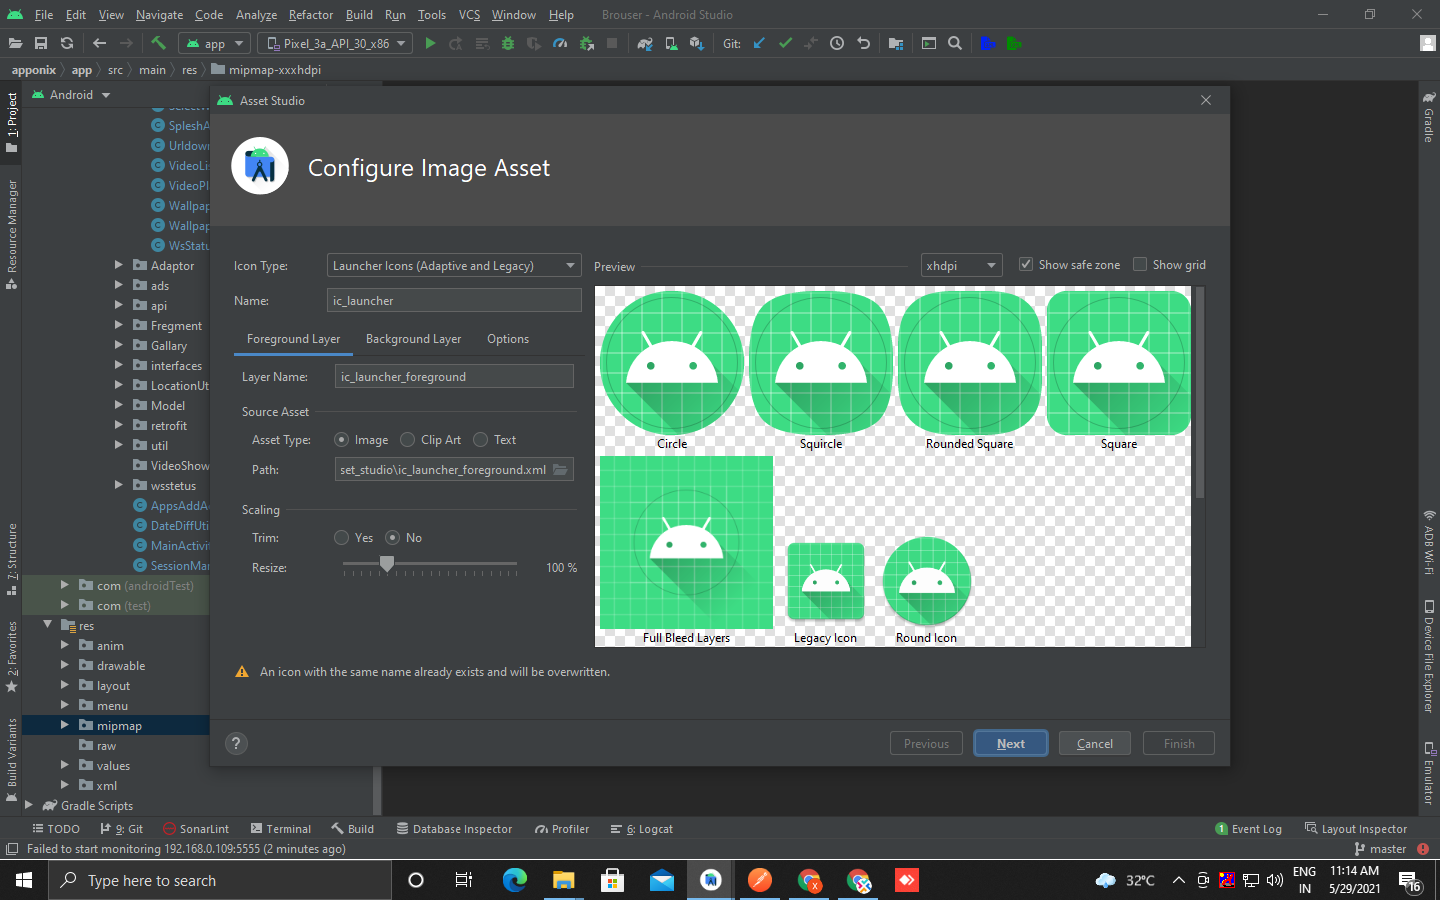 File Edit View Navigate Code Analyze Refactor Build Run Tools VCS Window Help Brouser - Android Studio
app Pixel_3a_API_30_x86 Git:
apponix app src main res mipmap-xxxhdpi
Android
1: Project
Resource Manager
7: Structure
2: Favorites
Build Variants
SpleshA
Urldown
VideoLis
VideoPl
Wallpap
Wallpap
WsStatu
Adaptor
ads
api
Fregment
Gallary
interfaces
LocationUt
Model
retrofit
util
VideoShow
wsstetus
AppsAddA
DateDiffUti
MainActivit
SessionMar
com (androidTest)
com (test)
res
anim
drawable
layout
menu
mipmap
raw
values
xml
Gradle Scripts
Asset Studio
Configure Image Asset
Icon Type: Launcher Icons (Adaptive and Legacy)
Name: ic_launcher
Foreground Layer Background Layer Options
Layer Name: ic_launcher_foreground
Source Asset
Asset Type: Image Clip Art Text
Path: set_studio\ic_launcher_foreground.xml
Scaling
Trim: Yes No
Resize: 100 %
Preview xhdpi Show safe zone Show grid
Circle Squircle Rounded Square Square
Full Bleed Layers Legacy Icon Round Icon
An icon with the same name already exists and will be overwritten.
? Previous Next Cancel Finish
Gradle
ADB Wi-Fi
Device File Explorer
Emulator
TODO 9: Git SonarLint Terminal Build Database Inspector Profiler 6: Logcat 1 Event Log Layout Inspector
Failed to start monitoring 192.168.0.109:5555 (2 minutes ago) master
Type here to search 32°C ENG 11:14 AM
IN 5/29/2021 16